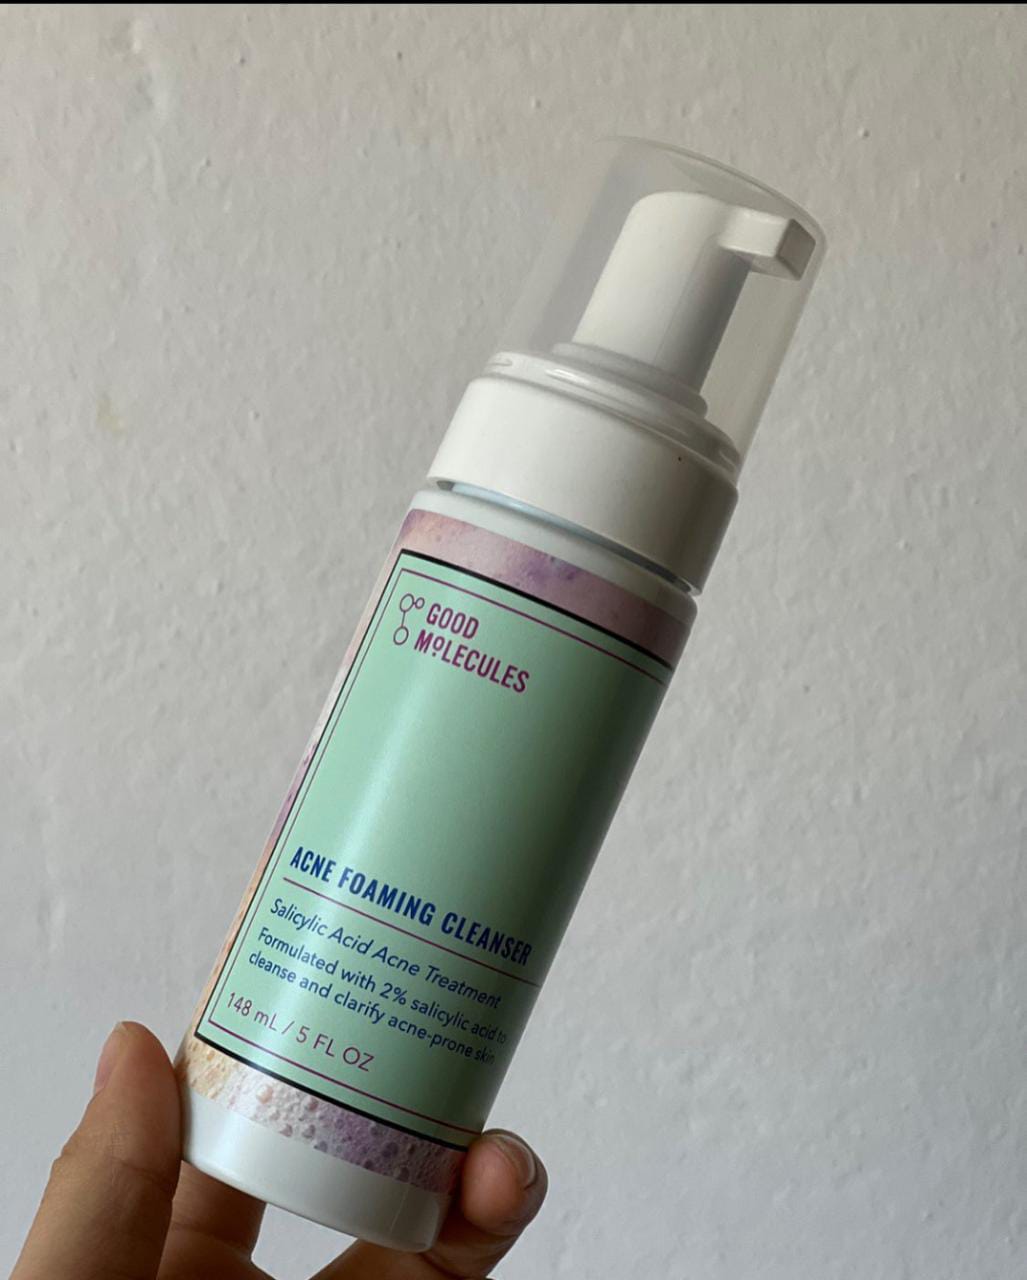 GOOD
MOLECULES
ACNE FOAMING CLEANSER
Salicylic Acid Acne Treatment
Formulated with 2% salicylic acid to
cleanse and clarify acne-prone skin
148 mL / 5 FL OZ